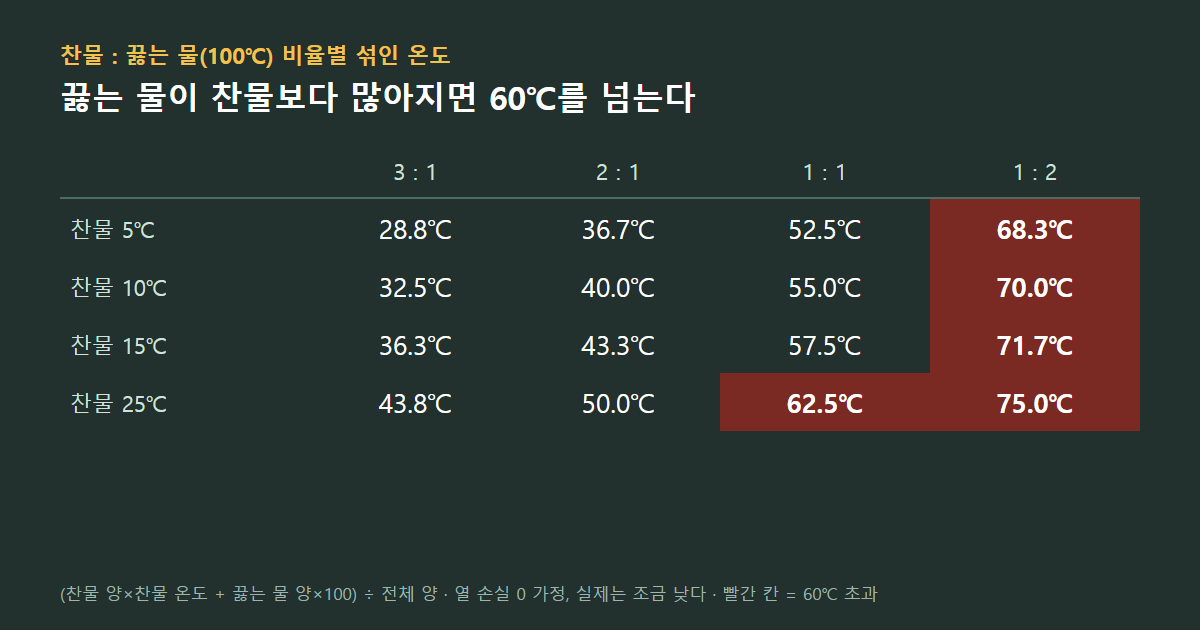 찬물 : 끓는 물(100℃) 비율별 섞인 온도
끓는 물이 찬물보다 많아지면 60℃를 넘는다
3 : 1 2 : 1 1 : 1 1 : 2
찬물 5℃ 28.8℃ 36.7℃ 52.5℃ 68.3℃
찬물 10℃ 32.5℃ 40.0℃ 55.0℃ 70.0℃
찬물 15℃ 36.3℃ 43.3℃ 57.5℃ 71.7℃
찬물 25℃ 43.8℃ 50.0℃ 62.5℃ 75.0℃
(찬물 양×찬물 온도 + 끓는 물 양×100) ÷ 전체 양 · 열 손실 0 가정, 실제는 조금 낮다 · 빨간 칸 = 60℃ 초과